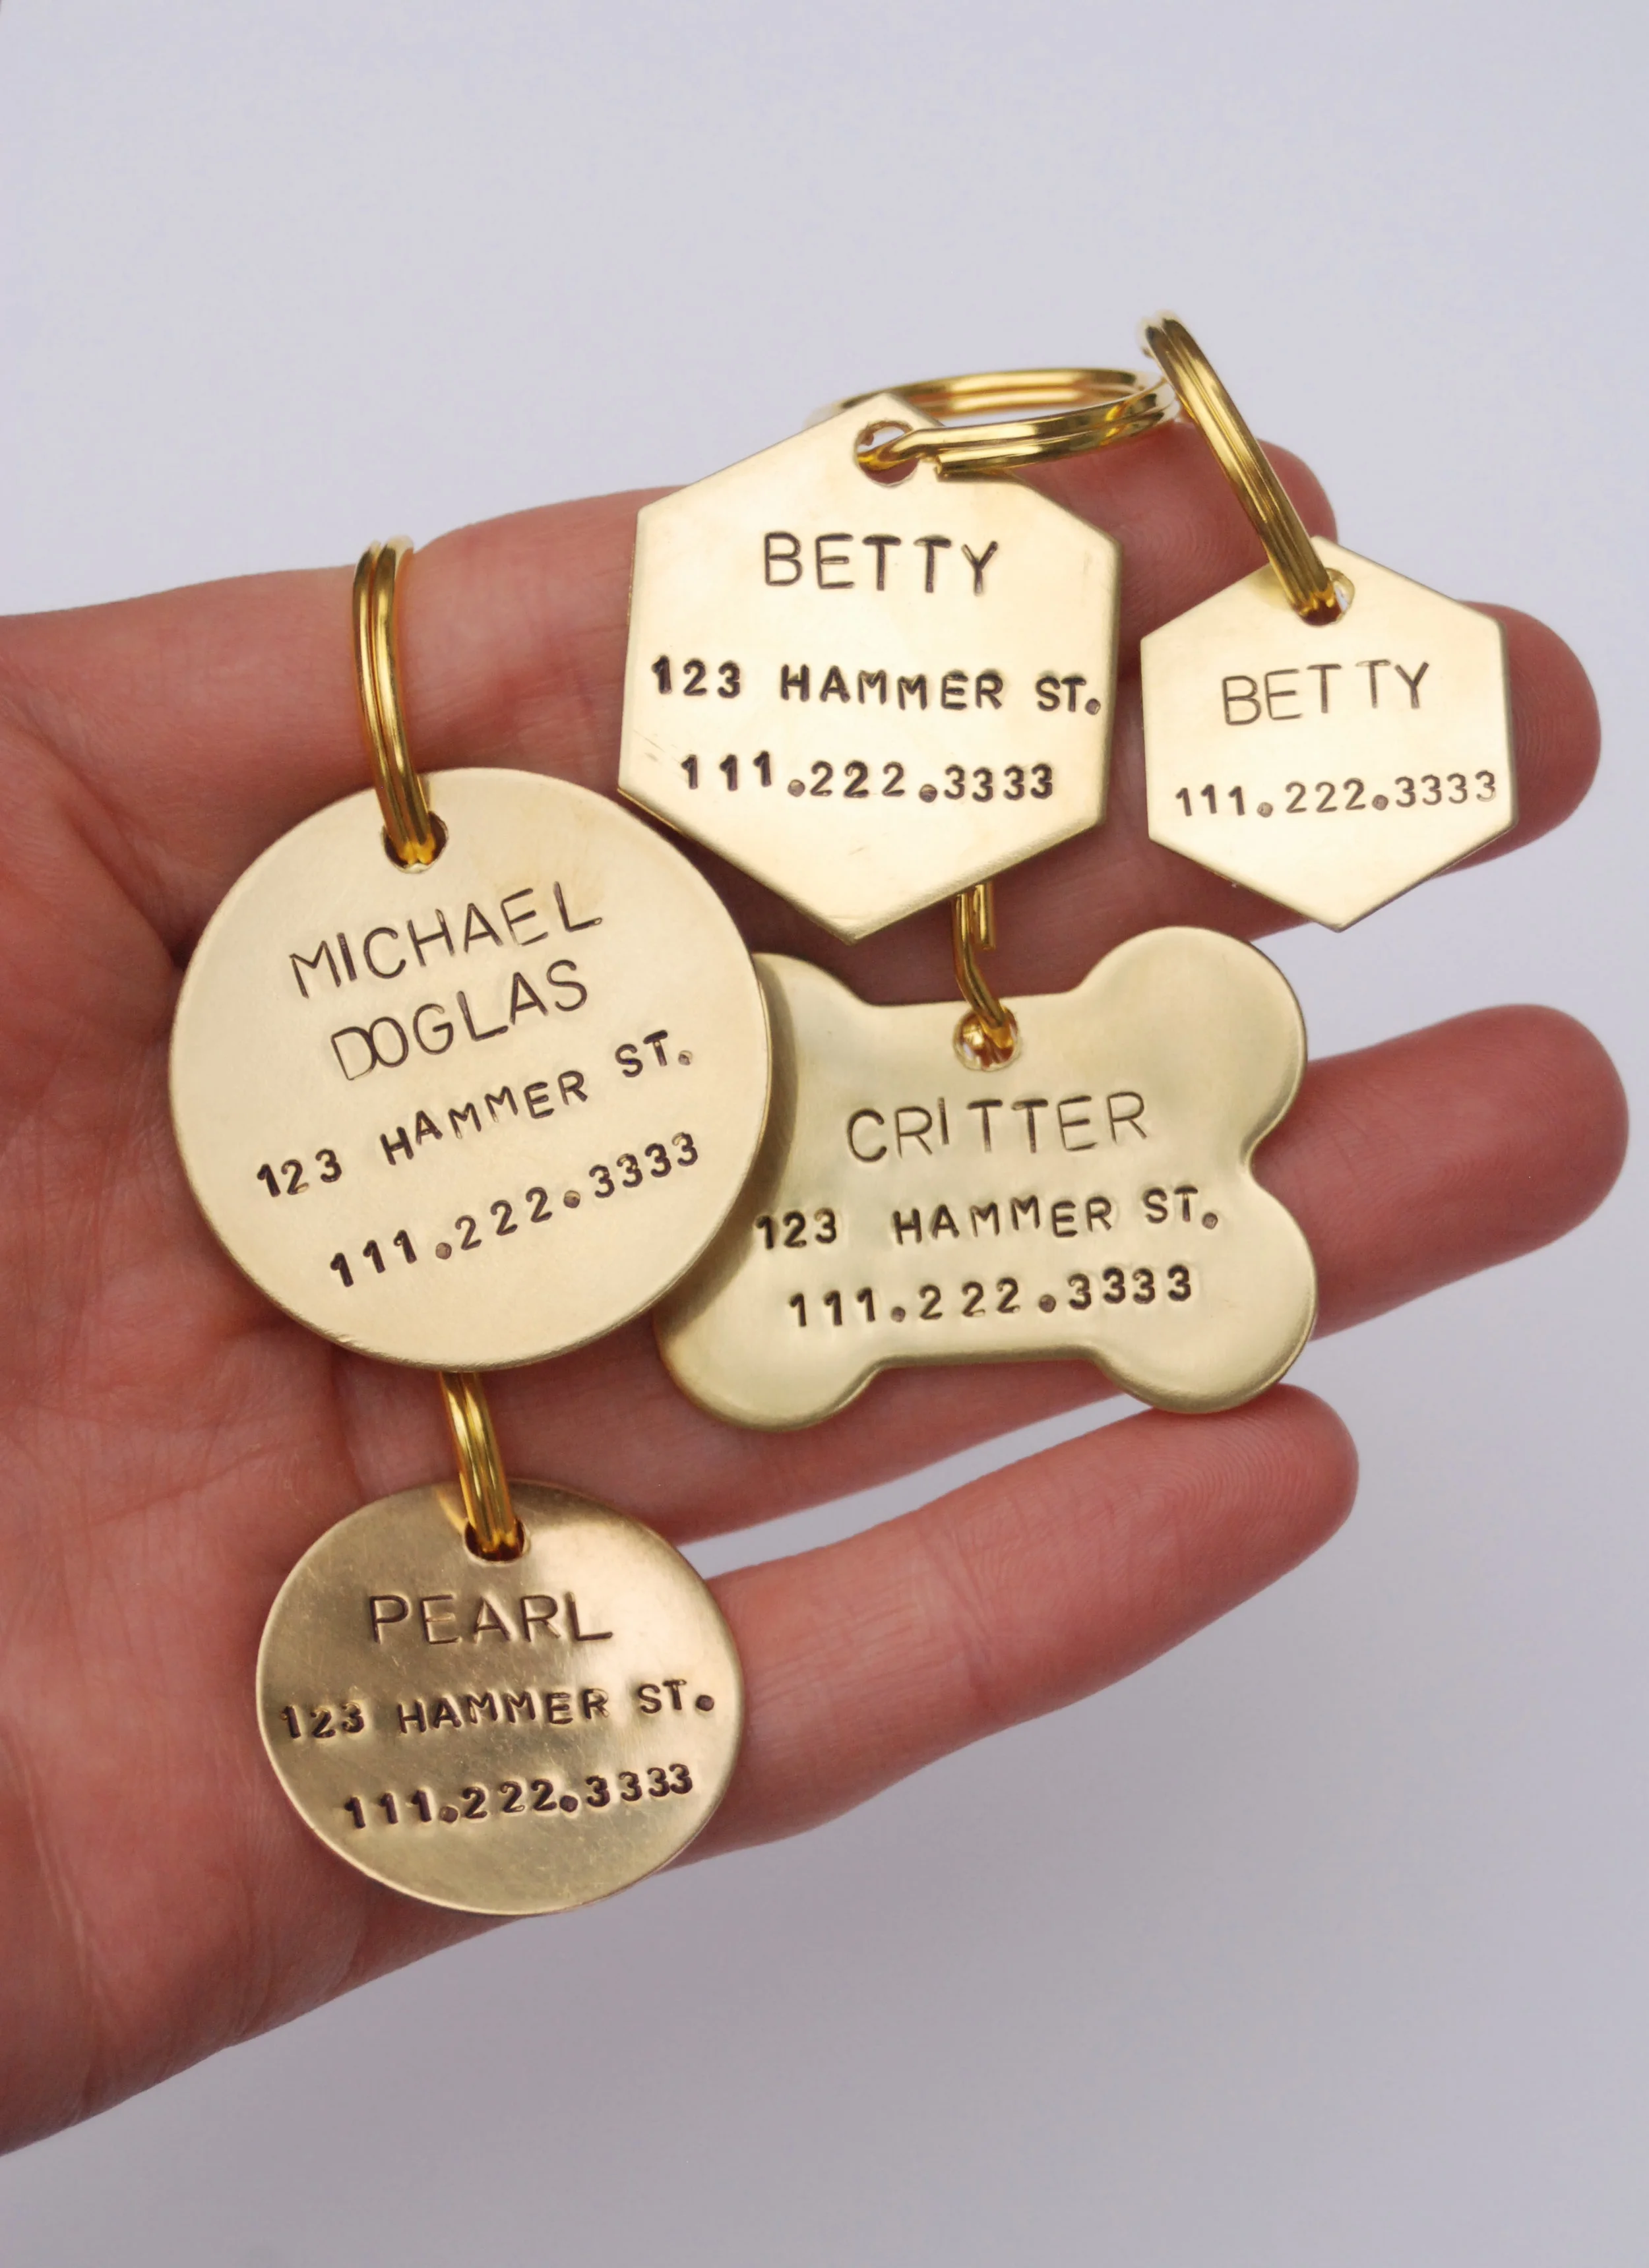 BETTY
123 HAMMER ST.
111.222.3333
BETTY
111.222.3333
MICHAEL
DOGLAS
123 HAMMER ST.
111.222.3333
CRITTER
123 HAMMER ST.
111.222.3333
PEARL
123 HAMMER ST.
111.222.3333